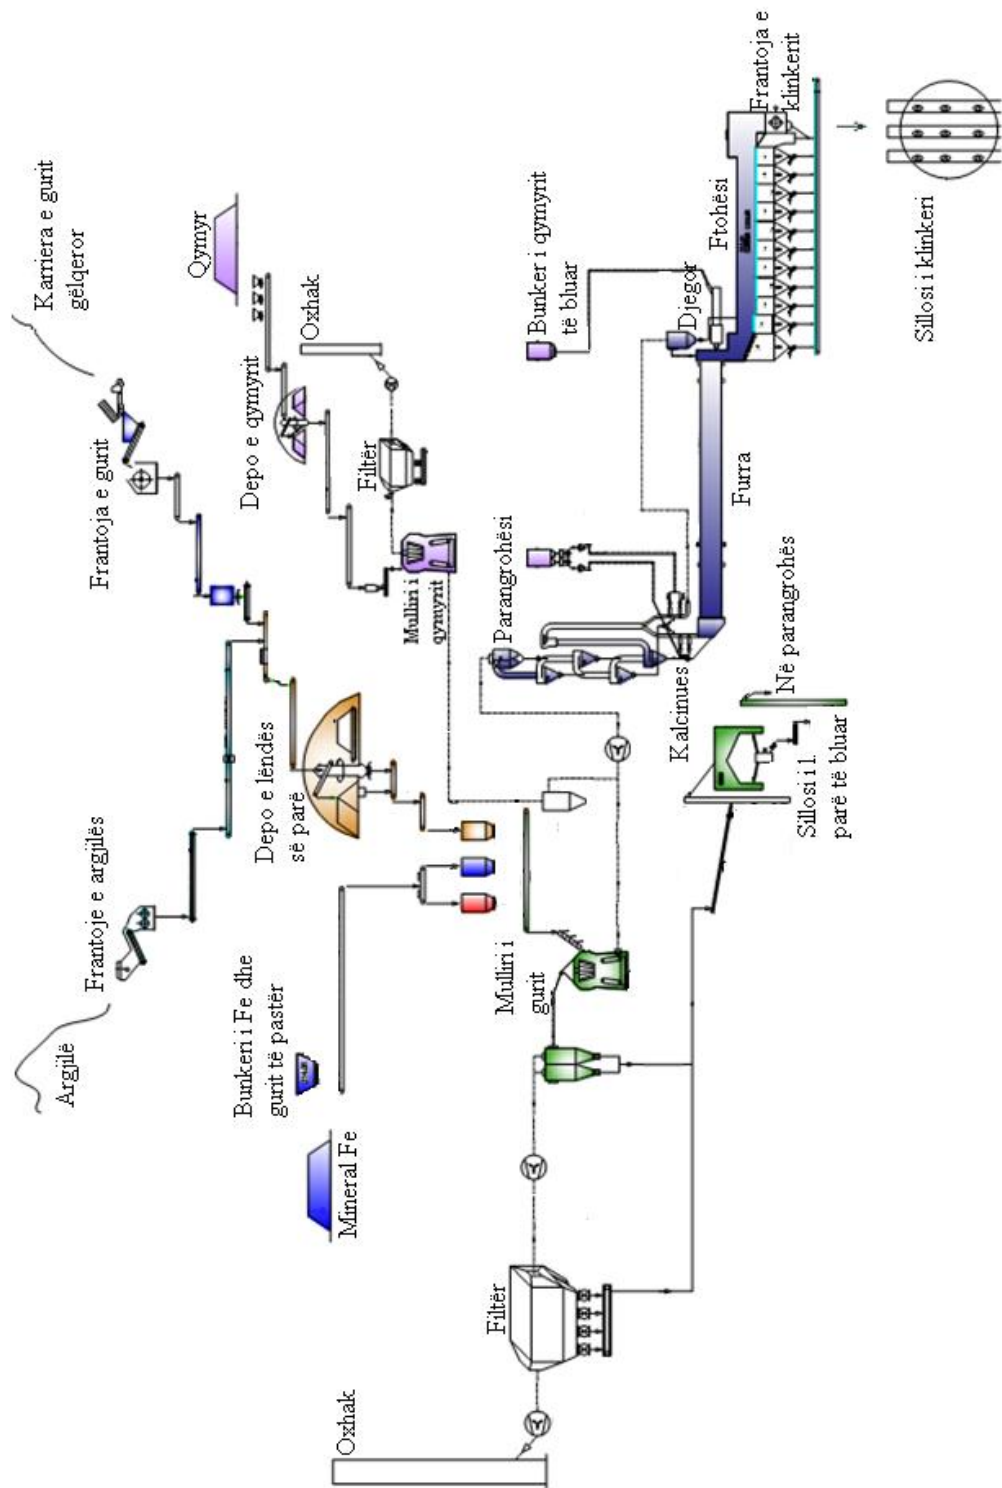 Kariera e gurit
gëlqeror
Frantoja e gurit
Qymyr
Depo e qymyrit
Oxhak
Filtër
Mulliri i
qymyrit
Argjilë
Frantoje e argjilës
Depo e lëndës
së parë
Bunkeri i Fe dhe
gurit të pastër
Mineral Fe
Mulliri i
gurit
Parangrohësi
Kalcinues
Bunker i qymyrit
të bluar
Djegor
Furra
Ftohësi
Frantoja e
klinkerit
Sillosi i klinkeri
Në parangrohës
Sillosi i l.
parë të bluar
Filtër
Oxhak